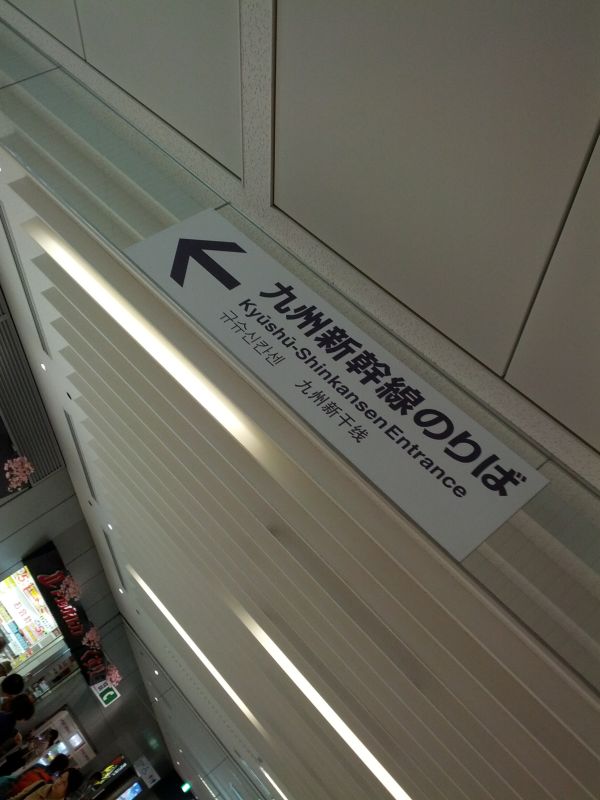 九州新幹線のりば
Kyūshū-Shinkansen Entrance
규슈신칸센 九州新干线